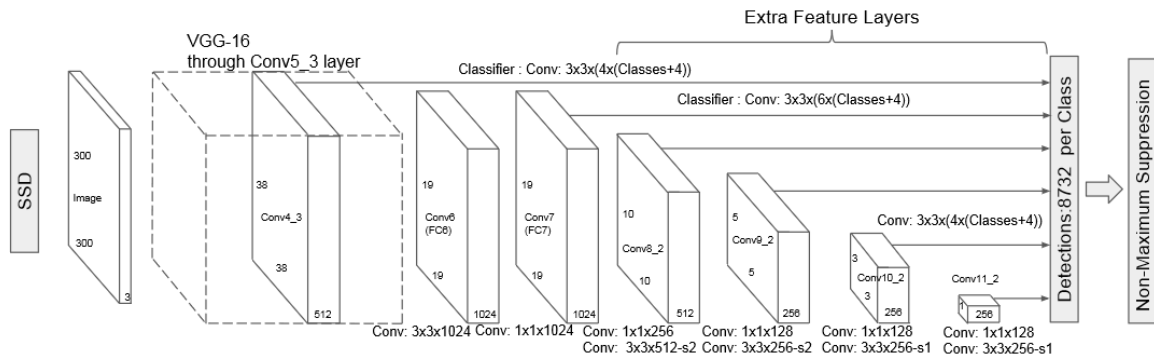 Extra Feature Layers
VGG-16
through Conv5_3 layer
Classifier : Conv: 3x3x(4x(Classes+4))
Classifier : Conv: 3x3x(6x(Classes+4))
SSD
300
Image
300
3
38
Conv4_3
38
512
19
Conv6
(FC6)
19
1024
19
Conv7
(FC7)
19
1024
10
Conv8_2
10
512
5
Conv9_2
5
256
Conv: 3x3x(4x(Classes+4))
3
Conv10_2
3
256
Conv11_2
1
256
Conv: 3x3x1024
Conv: 1x1x1024
Conv: 1x1x256
Conv: 3x3x512-s2
Conv: 1x1x128
Conv: 3x3x256-s2
Conv: 1x1x128
Conv: 3x3x256-s1
Conv: 1x1x128
Conv: 3x3x256-s1
Detections:8732 per Class
Non-Maximum Suppression